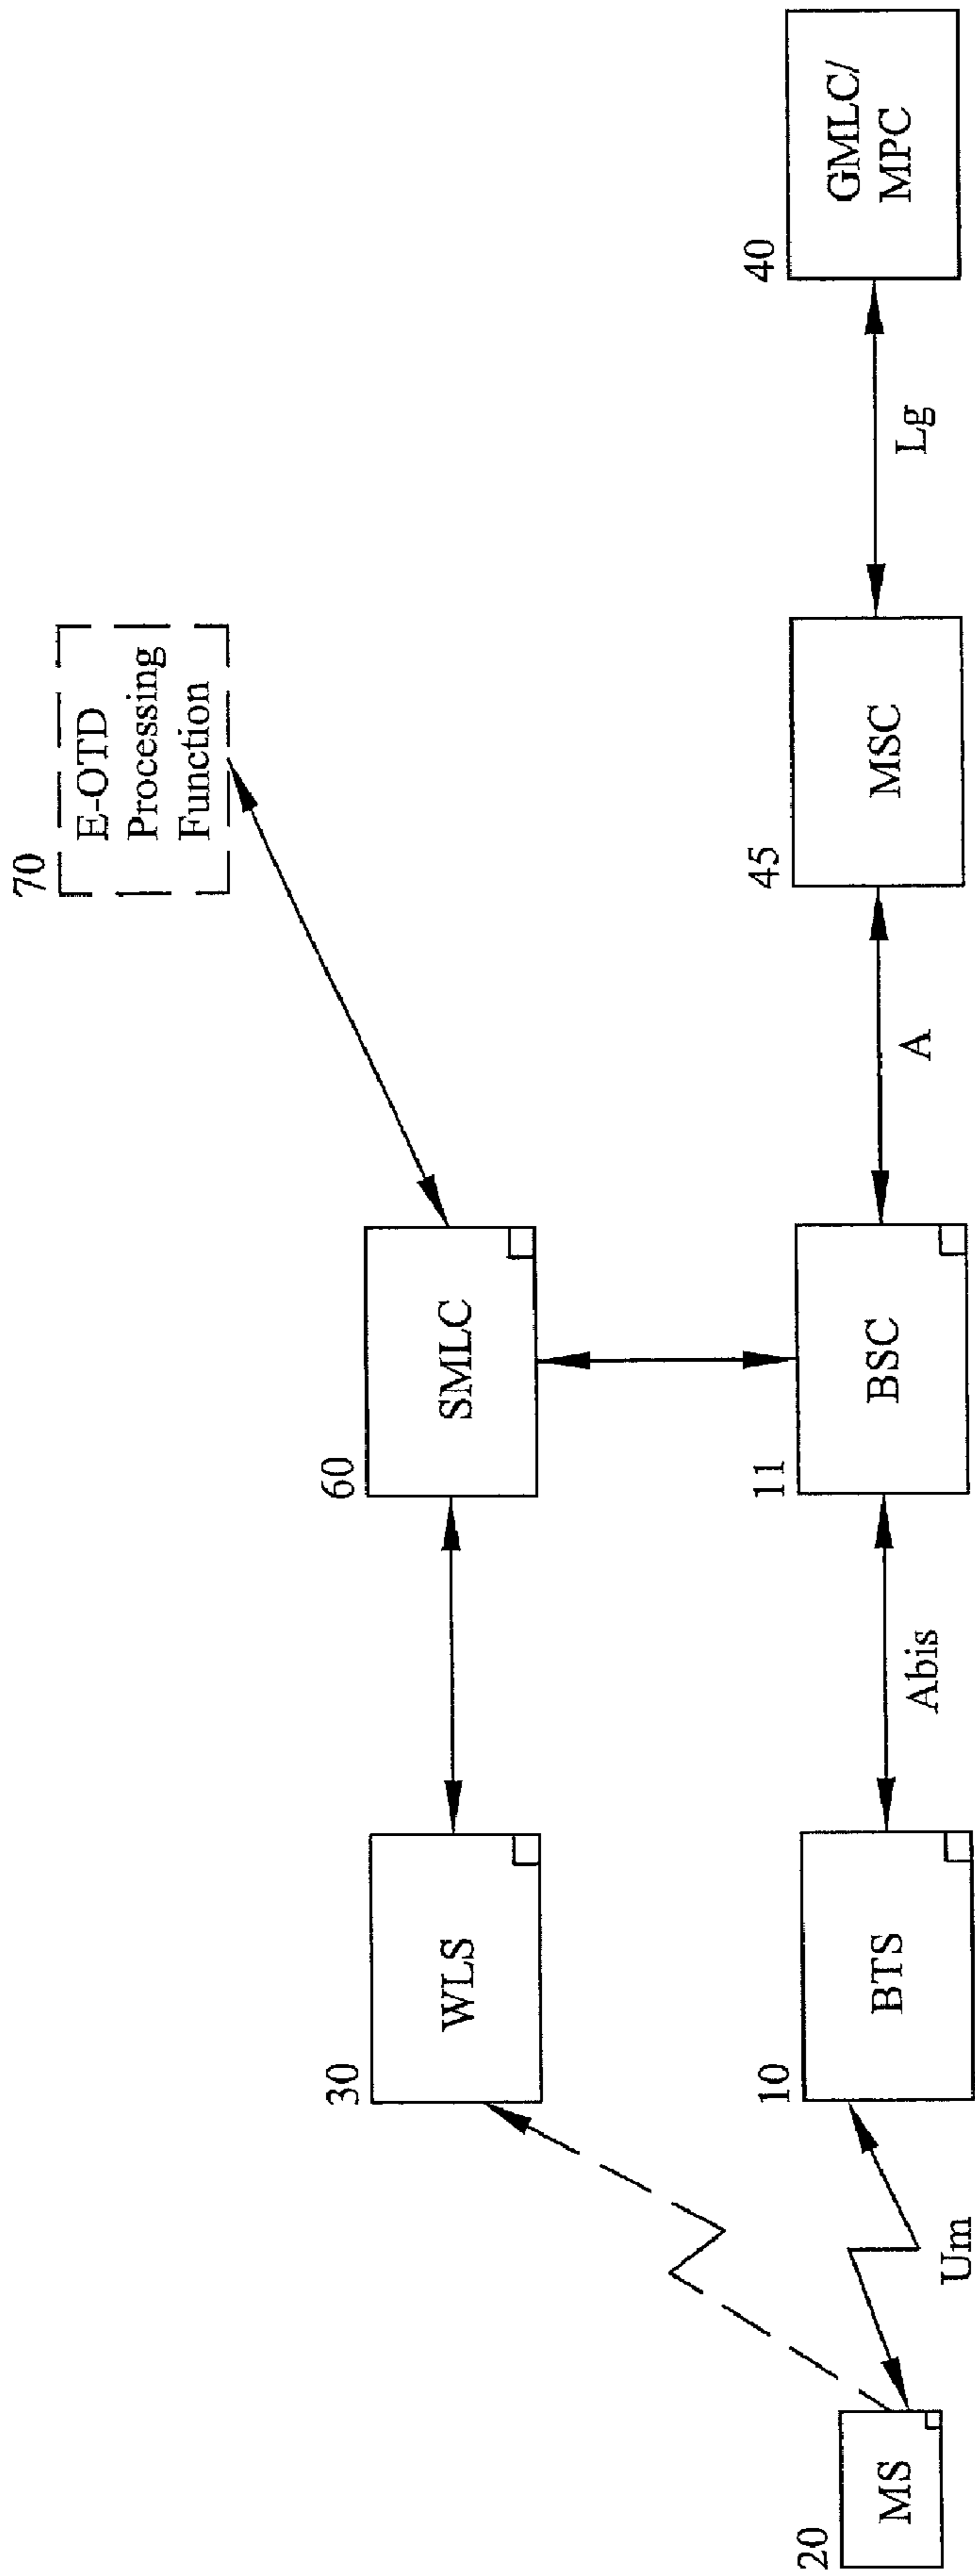 70
E-OTD
Processing
Function
30
WLS
60
SMLC
20
MS
Um
10
BTS
Abis
11
BSC
A
45
MSC
Lg
40
GMLC/
MPC